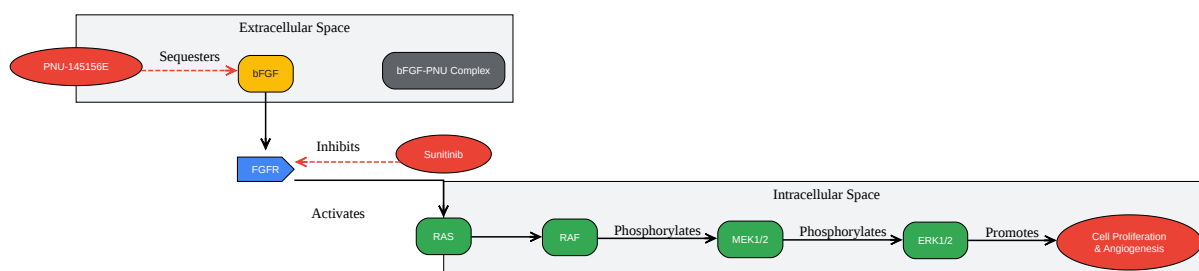 Extracellular Space
PNU-145156E
Sequesters
bFGF
bFGF-PNU Complex
FGFR
Inhibits
Sunitinib
Activates
Intracellular Space
RAS
RAF
Phosphorylates
MEK1/2
Phosphorylates
ERK1/2
Promotes
Cell Proliferation
& Angiogenesis